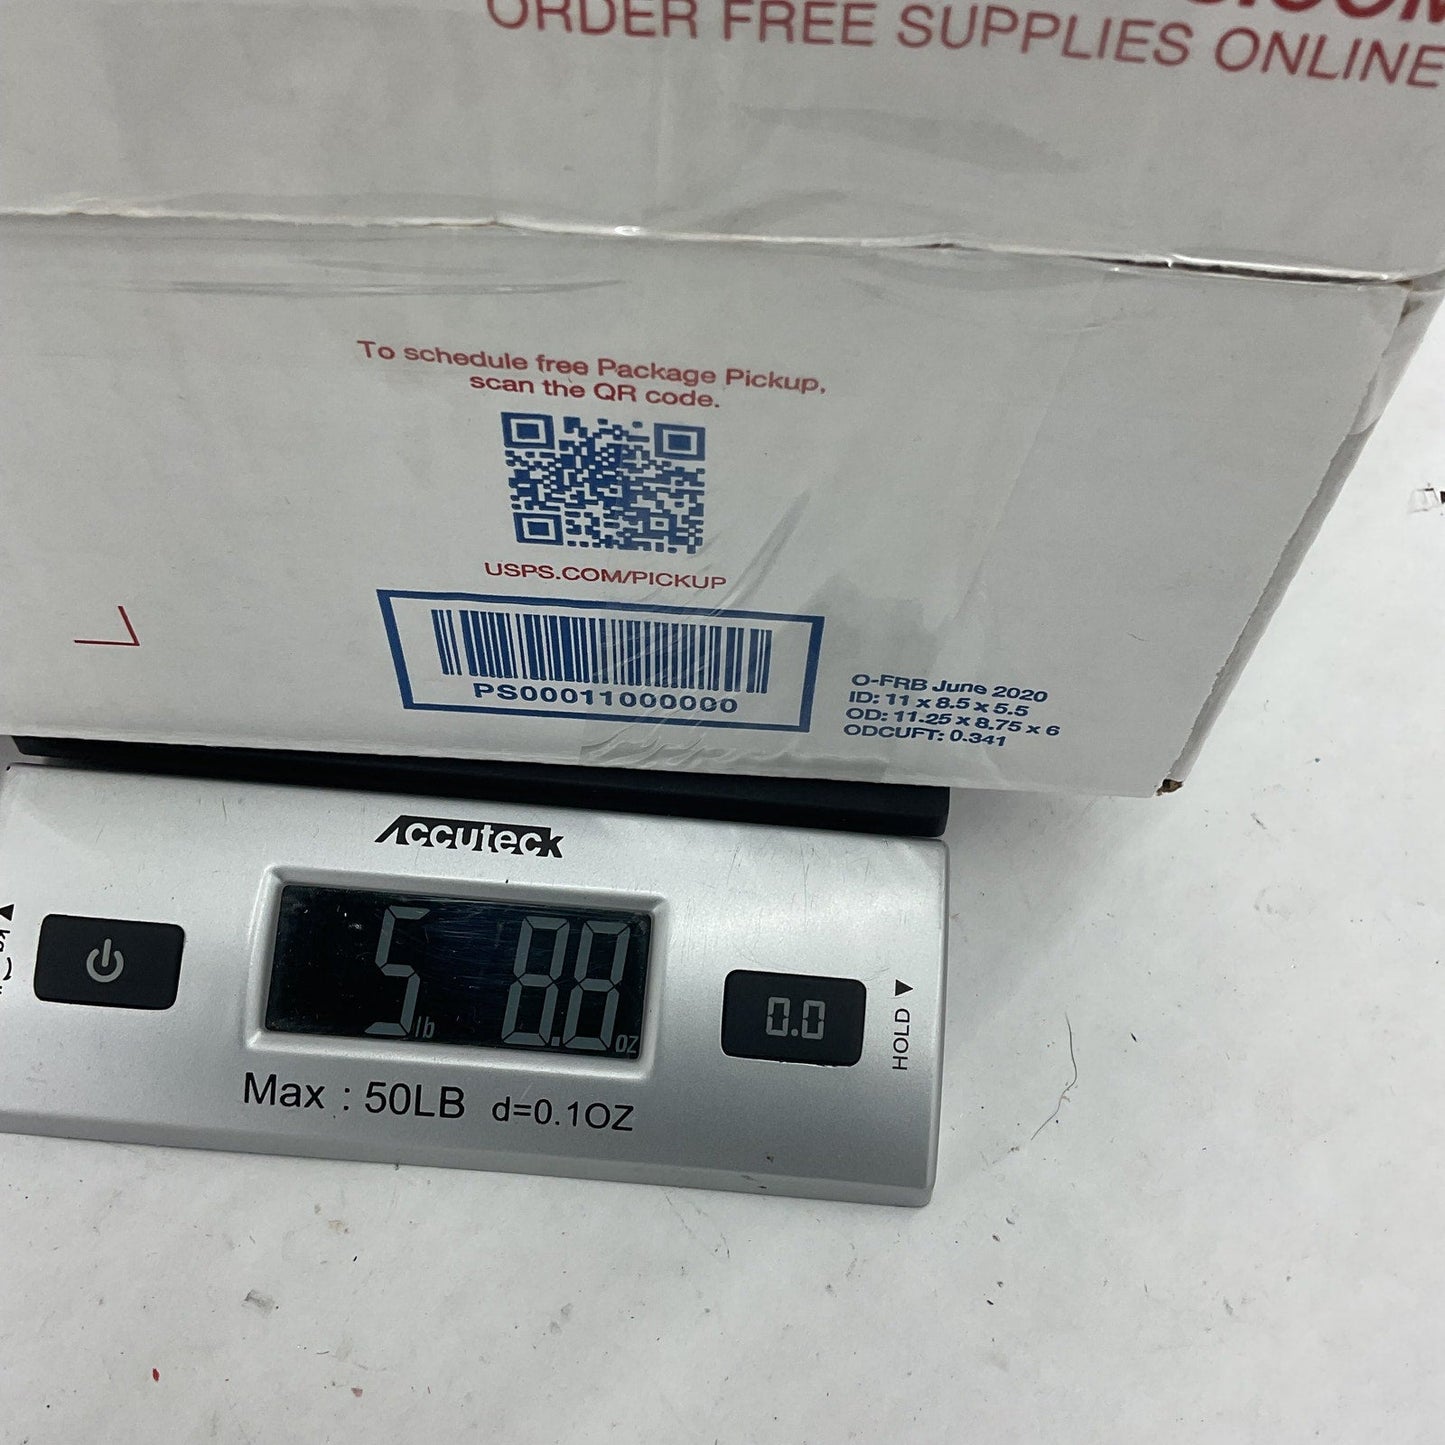 ORDER FREE SUPPLIES ONLINE
To schedule free Package Pickup,
scan the QR code.
USPS.COM/PICKUP
PS00011000000
O-FRB June 2020
ID: 11 x 8.5 x 5.5
OD: 11.25 x 8.75 x 6
ODCUFT: 0.341
Accuteck
5 lb 8.8 oz
0.0
HOLD
Max : 50LB d=0.1OZ